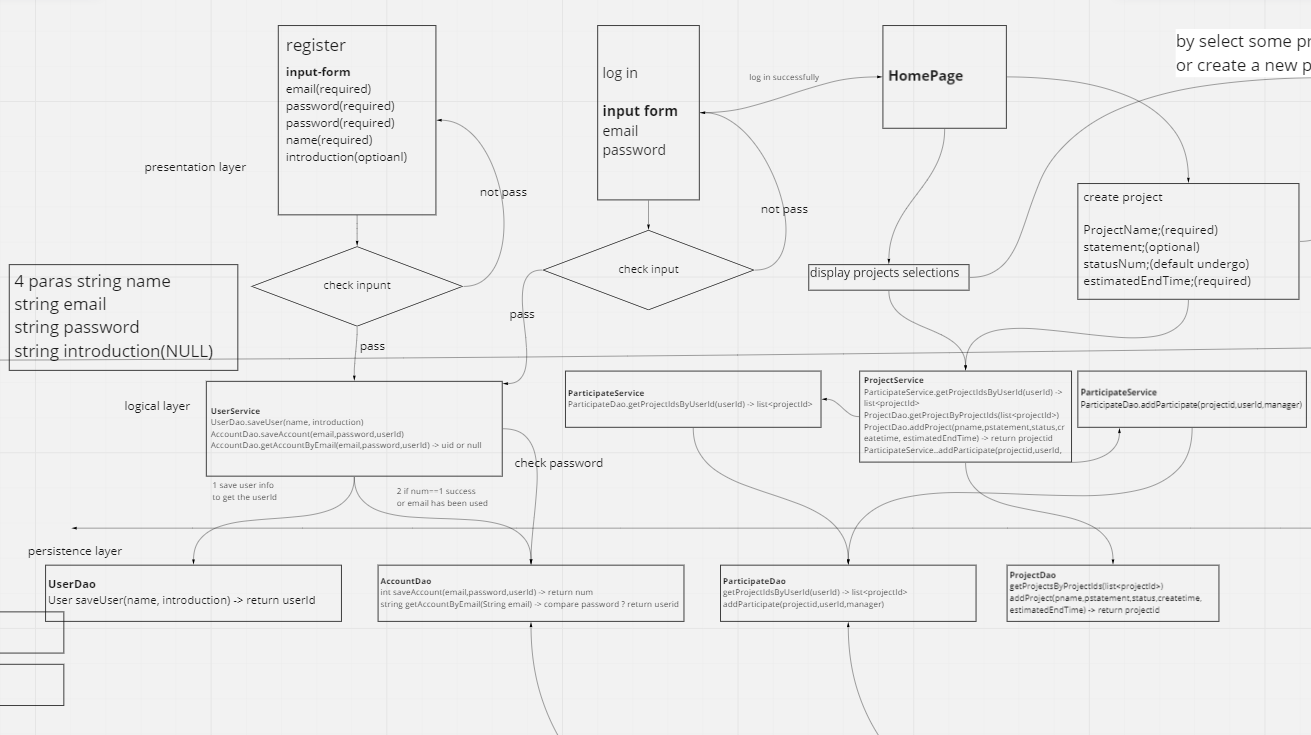 register
input-form
email(required)
password(required)
password(required)
name(required)
introduction(optioanl)
log in
input form
email
password
log in successfully
HomePage
by select some pr
or create a new p
presentation layer
not pass
not pass
create project
ProjectName;(required)
statement;(optional)
statusNum;(default undergo)
estimatedEndTime;(required)
check inpunt
check input
display projects selections
4 paras string name
string email
string password
string introduction(NULL)
pass
pass
logical layer
UserService
UserDao.saveUser(name, introduction)
AccountDao.saveAccount(email,password,userId)
AccountDao.getAccountByEmail(email,password,userId) -> uid or null
ParticipateService
ParticipateDao.getProjectIdsByUserId(userId) -> list<projectId>
ProjectService
ParticipateService.getProjectIdsByUserId(userId) ->
list<projectId>
ProjectDao.getProjectByProjectIds(list<projectId>)
ProjectDao.addProject(pname,pstatement,status,cr
eatetime, estimatedEndTime) -> return projectid
ParticipateService..addParticipate(projectid,userId,
ParticipateService
ParticipateDao.addParticipate(projectid,userId,manager)
check password
1 save user info
to get the userId
2 if num==1 success
or email has been used
persistence layer
UserDao
User saveUser(name, introduction) -> return userId
AccountDao
int saveAccount(email,password,userId) -> return num
string getAccountByEmail(String email) -> compare password ? return userid
ParticipateDao
getProjectIdsByUserId(userId) -> list<projectId>
addParticipate(projectid,userId,manager)
ProjectDao
getProjectsByProjectIds(list<projectId>)
addProject(pname,pstatement,status,createtime,
estimatedEndTime) -> return projectid